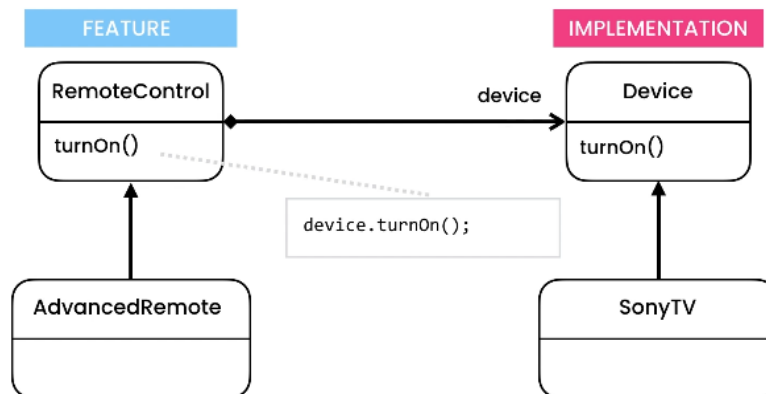 FEATURE
IMPLEMENTATION
RemoteControl
device
Device
turnOn()
turnOn()
device.turnOn();
AdvancedRemote
SonyTV